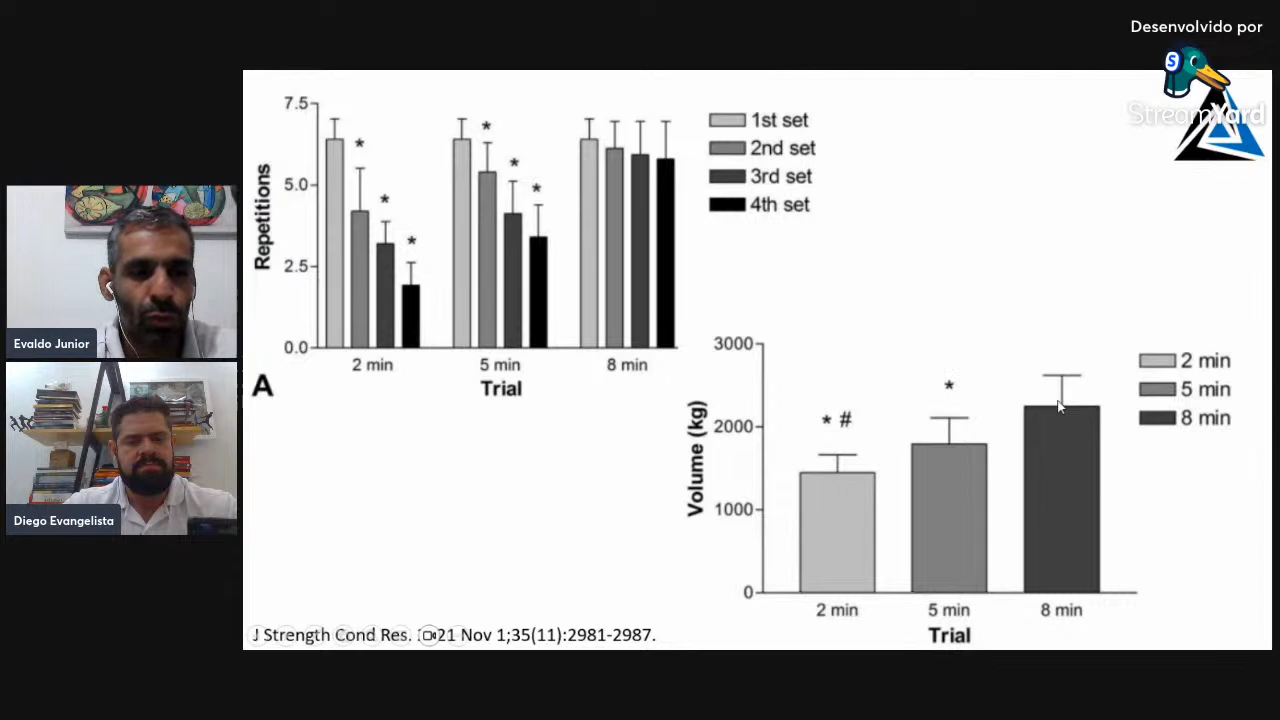 Desenvolvido por
StreamYard
S
7.5
5.0
2.5
0.0
Repetitions
* * *
* * *
2 min
5 min
8 min
Trial
A
1st set
2nd set
3rd set
4th set
3000
2000
1000
0
Volume (kg)
* #
*
2 min
5 min
8 min
Trial
2 min
5 min
8 min
Evaldo Junior
Diego Evangelista
J Strength Cond Res. 21 Nov 1;35(11):2981-2987.